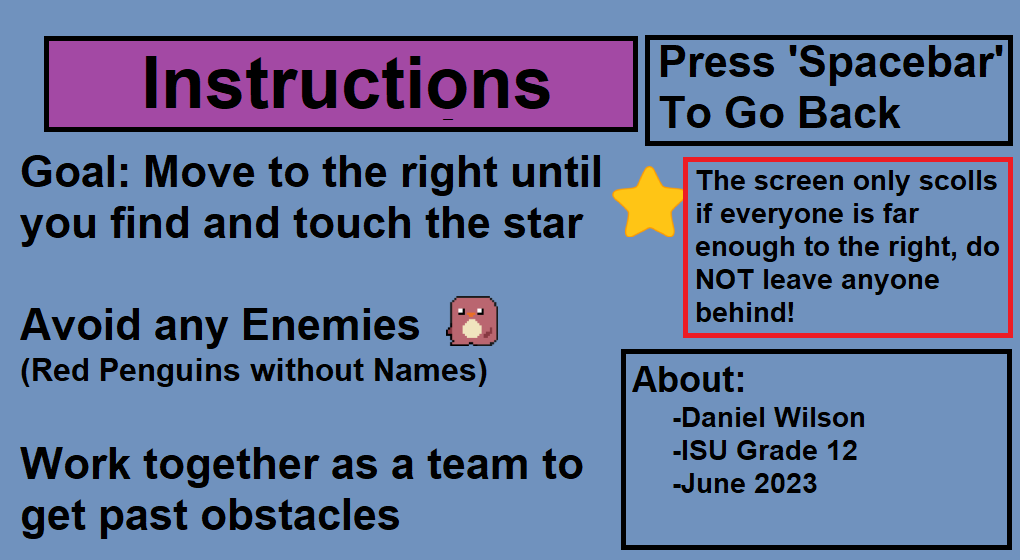 Instructions
Press 'Spacebar'
To Go Back
Goal: Move to the right until
you find and touch the star
The screen only scolls
if everyone is far
enough to the right, do
NOT leave anyone
behind!
Avoid any Enemies
(Red Penguins without Names)
About:
-Daniel Wilson
-ISU Grade 12
-June 2023
Work together as a team to
get past obstacles